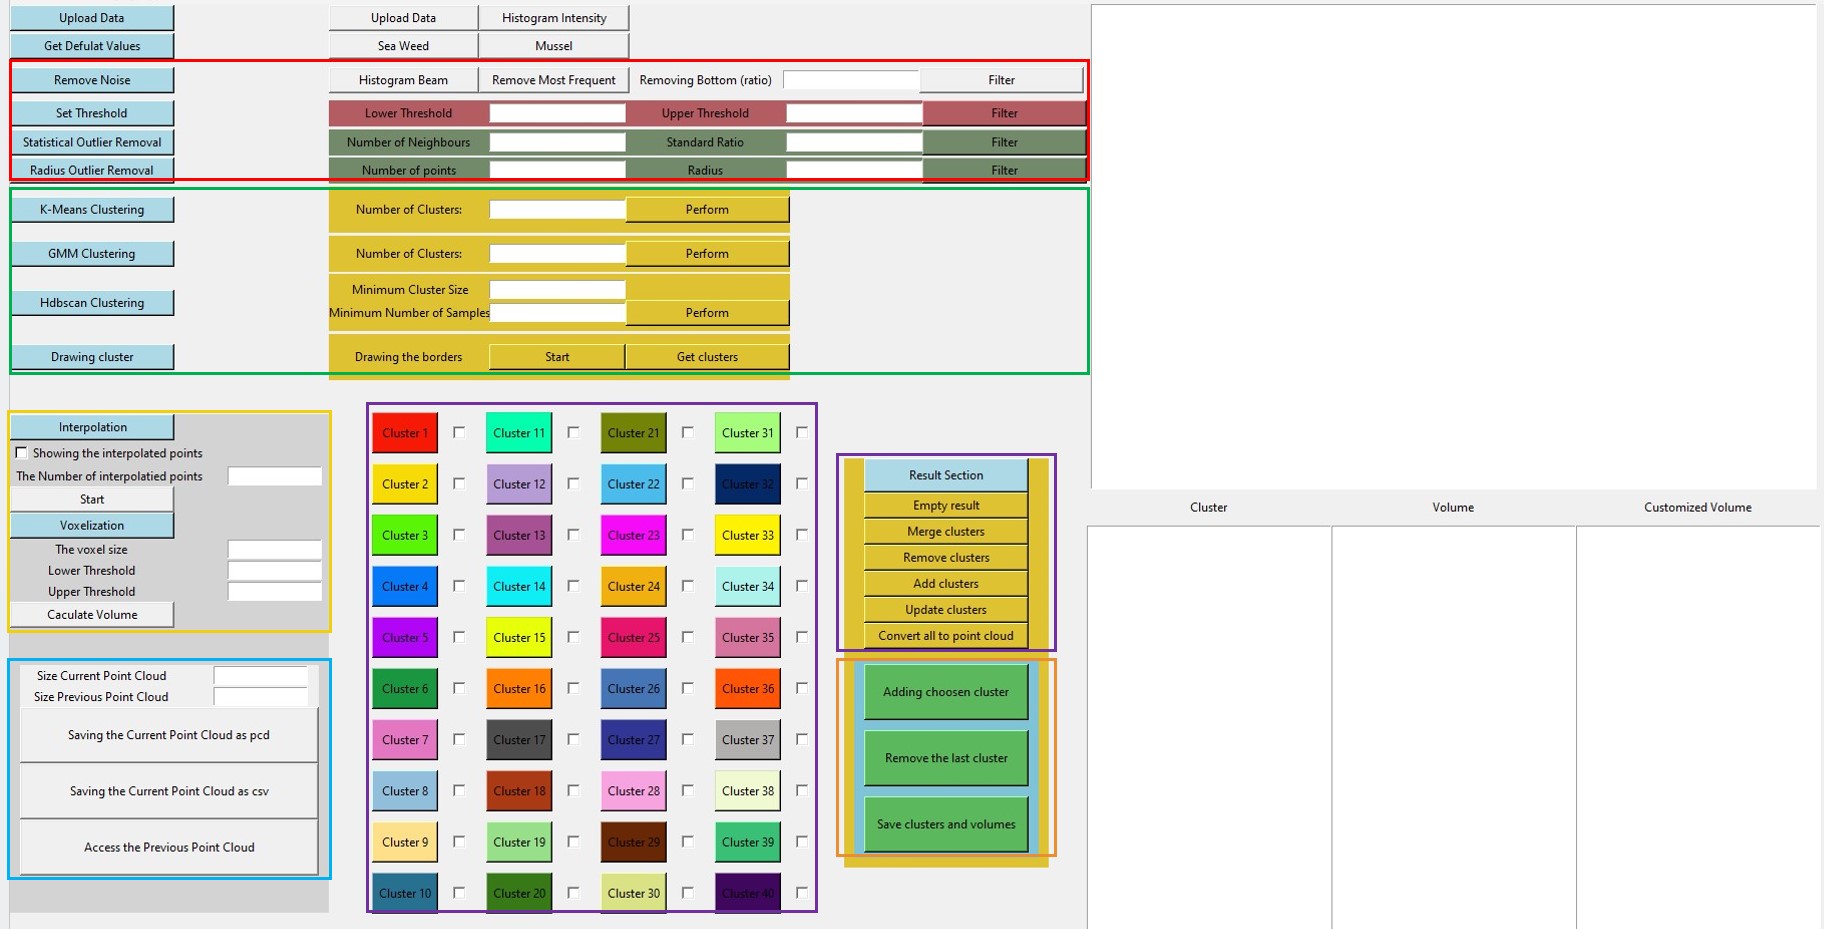 Upload Data Upload Data Histogram Intensity
Get Defulat Values Sea Weed Mussel
Remove Noise Histogram Beam Remove Most Frequent Removing Bottom (ratio) Filter
Set Threshold Lower Threshold Upper Threshold Filter
Statistical Outlier Removal Number of Neighbours Standard Ratio Filter
Radius Outlier Removal Number of points Radius Filter
K-Means Clustering Number of Clusters: Perform
GMM Clustering Number of Clusters: Perform
Minimum Cluster Size
Hdbscan Clustering
Minimum Number of Samples Perform
Drawing cluster Drawing the borders Start Get clusters
Interpolation
Showing the interpolated points
The Number of interpolatied points
Start
Voxelization
The voxel size
Lower Threshold
Upper Threshold
Caculate Volume
Size Current Point Cloud
Size Previous Point Cloud
Saving the Current Point Cloud as pcd
Saving the Current Point Cloud as csv
Access the Previous Point Cloud
Cluster 1 Cluster 11 Cluster 21 Cluster 31
Cluster 2 Cluster 12 Cluster 22 Cluster 32
Cluster 3 Cluster 13 Cluster 23 Cluster 33
Cluster 4 Cluster 14 Cluster 24 Cluster 34
Cluster 5 Cluster 15 Cluster 25 Cluster 35
Cluster 6 Cluster 16 Cluster 26 Cluster 36
Cluster 7 Cluster 17 Cluster 27 Cluster 37
Cluster 8 Cluster 18 Cluster 28 Cluster 38
Cluster 9 Cluster 19 Cluster 29 Cluster 39
Cluster 10 Cluster 20 Cluster 30 Cluster 40
Result Section
Empty result
Merge clusters
Remove clusters
Add clusters
Update clusters
Convert all to point cloud
Adding choosen cluster
Remove the last cluster
Save clusters and volumes
Cluster Volume Customized Volume